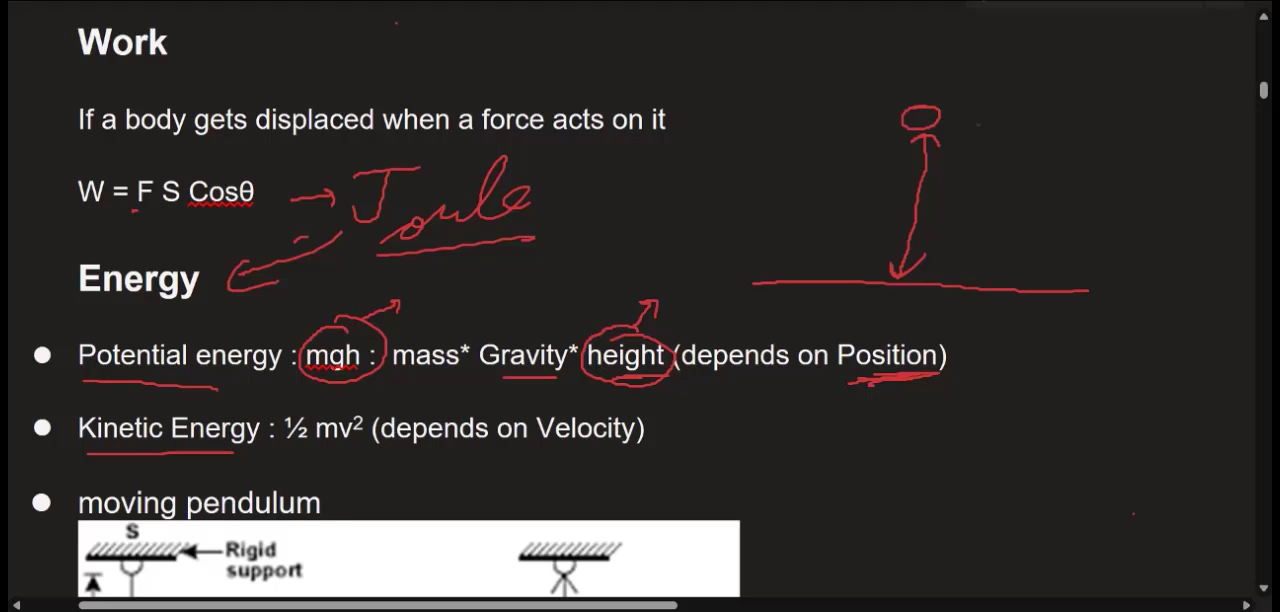 Work
If a body gets displaced when a force acts on it
W = F S Cosθ → Joule
Energy
● Potential energy : mgh : mass* Gravity* height (depends on Position)
● Kinetic Energy : ½ mv² (depends on Velocity)
● moving pendulum
S
Rigid
support